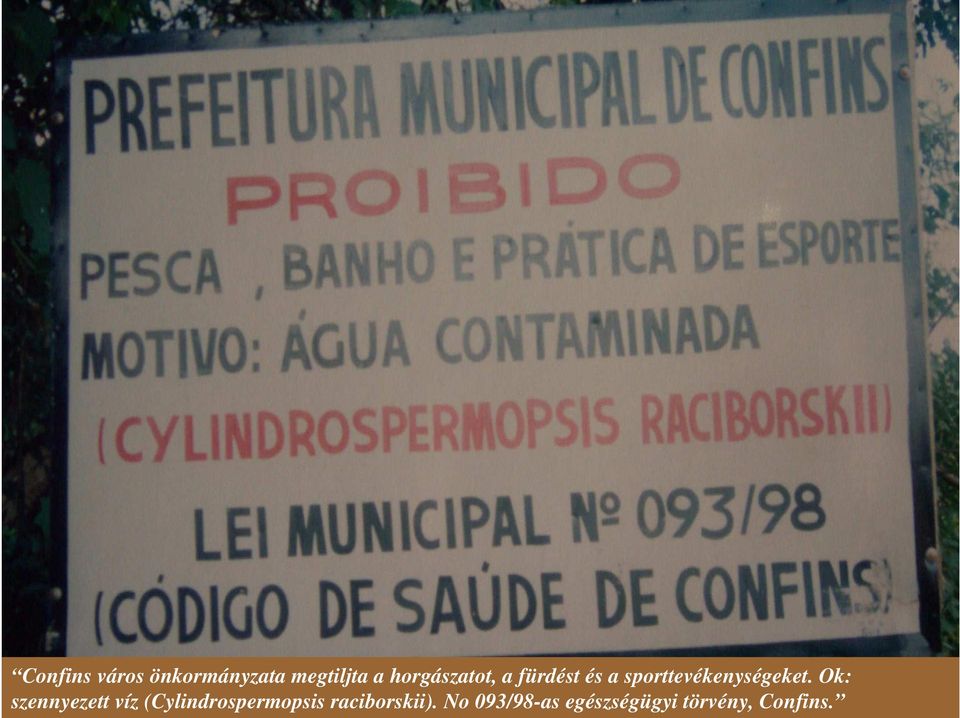 PREFEITURA MUNICIPAL DE CONFINS
PROIBIDO
PESCA , BANHO E PRÁTICA DE ESPORTE
MOTIVO: ÁGUA CONTAMINADA
(CYLINDROSPERMOPSIS RACIBORSKII)
LEI MUNICIPAL Nº 093/98
(CÓDIGO DE SAÚDE DE CONFINS)
“Confins város önkormányzata megtiljta a horgászatot, a fürdést és a sporttevékenységeket. Ok:
szennyezett víz (Cylindrospermopsis raciborskii). No 093/98-as egészségügyi törvény, Confins.”